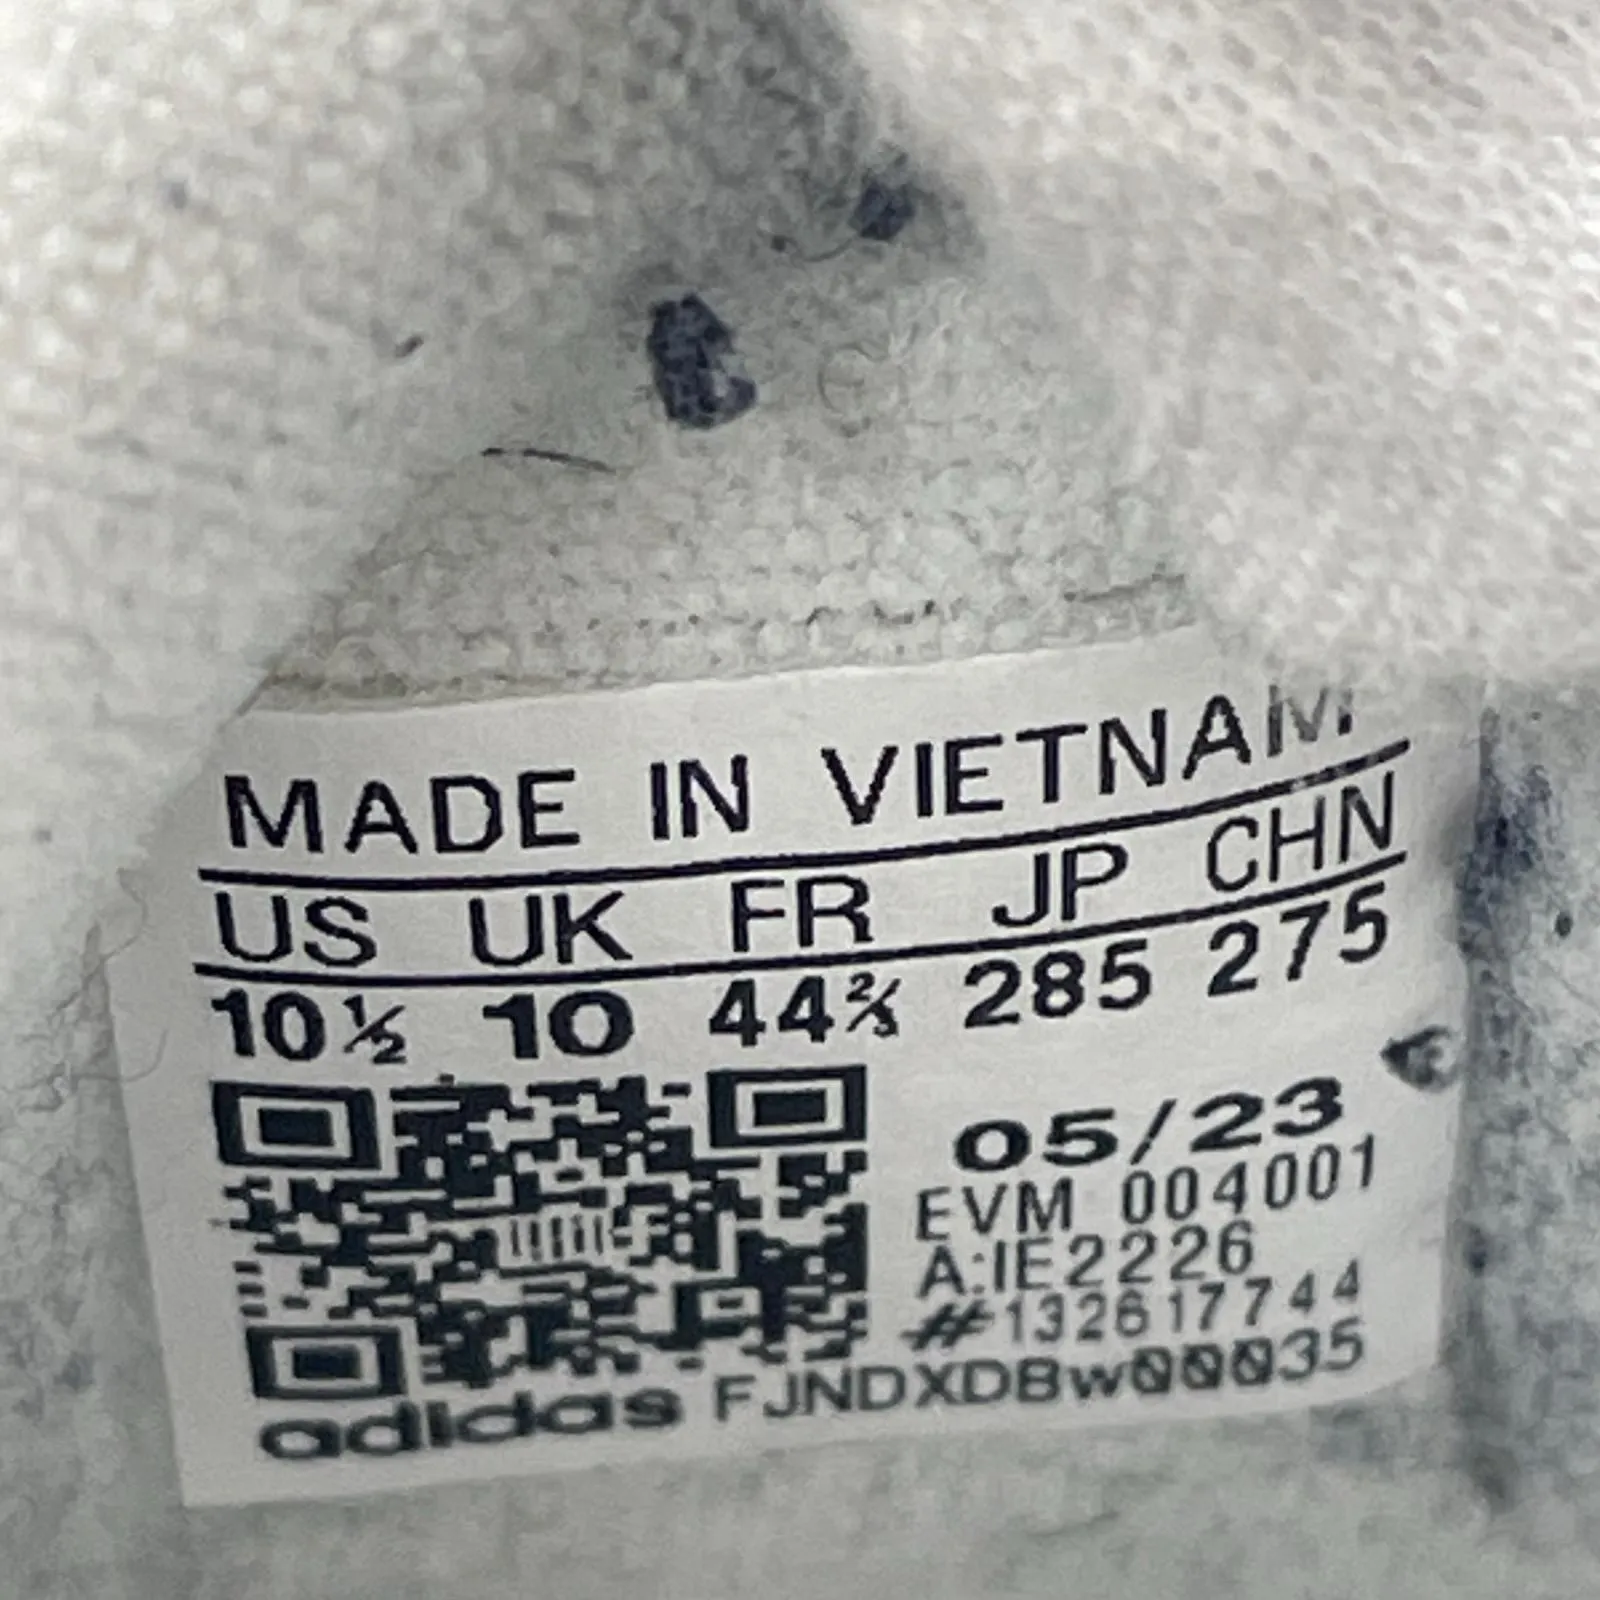 MADE IN VIETNAM
US UK FR JP CHN
10½ 10 44⅔ 285 275
05/23
EVM 004001
A:IE2226
#132617744
adidas FJNDXDBw00035